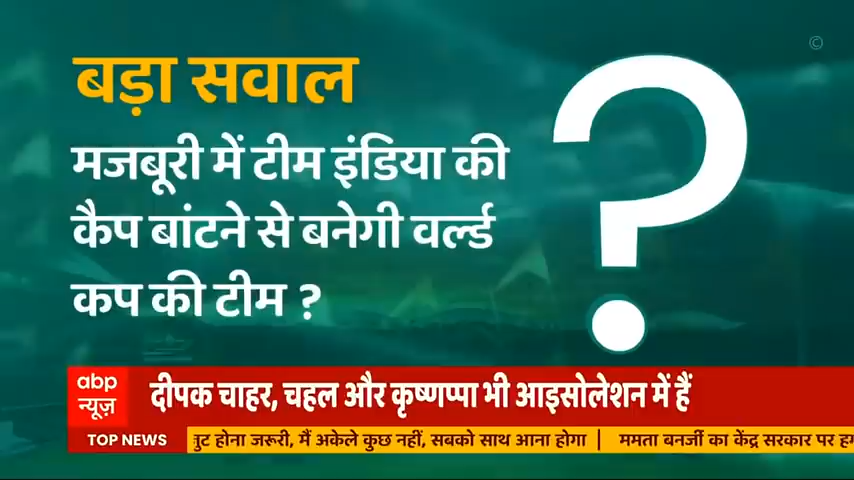 ©
बड़ा सवाल
मजबूरी में टीम इंडिया की
कैप बांटने से बनेगी वर्ल्ड
कप की टीम ?
?
abp
न्यूज़
दीपक चाहर, चहल और कृष्णप्पा भी आइसोलेशन में हैं
TOP NEWS
होना जरूरी, मैं अकेले कुछ नहीं, सबको साथ आना होगा | ममता बनर्जी का केंद्र सरकार पर